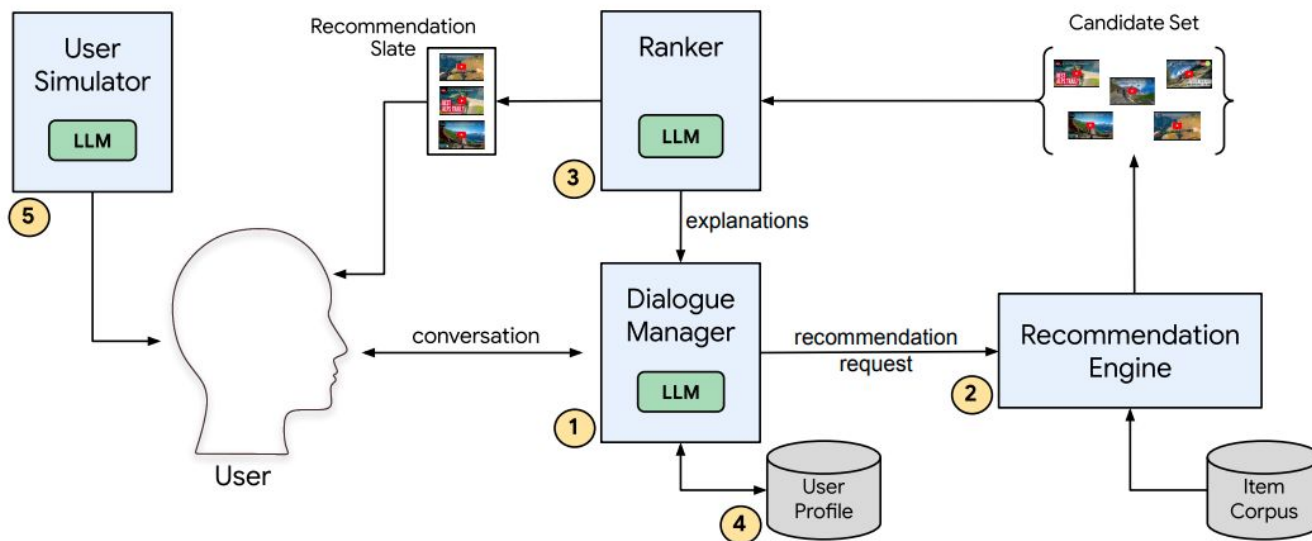 User
Simulator
LLM
5
Recommendation
Slate
Ranker
LLM
3
Candidate Set
explanations
User
conversation
Dialogue
Manager
LLM
1
recommendation
request
Recommendation
Engine
2
User
Profile
4
Item
Corpus